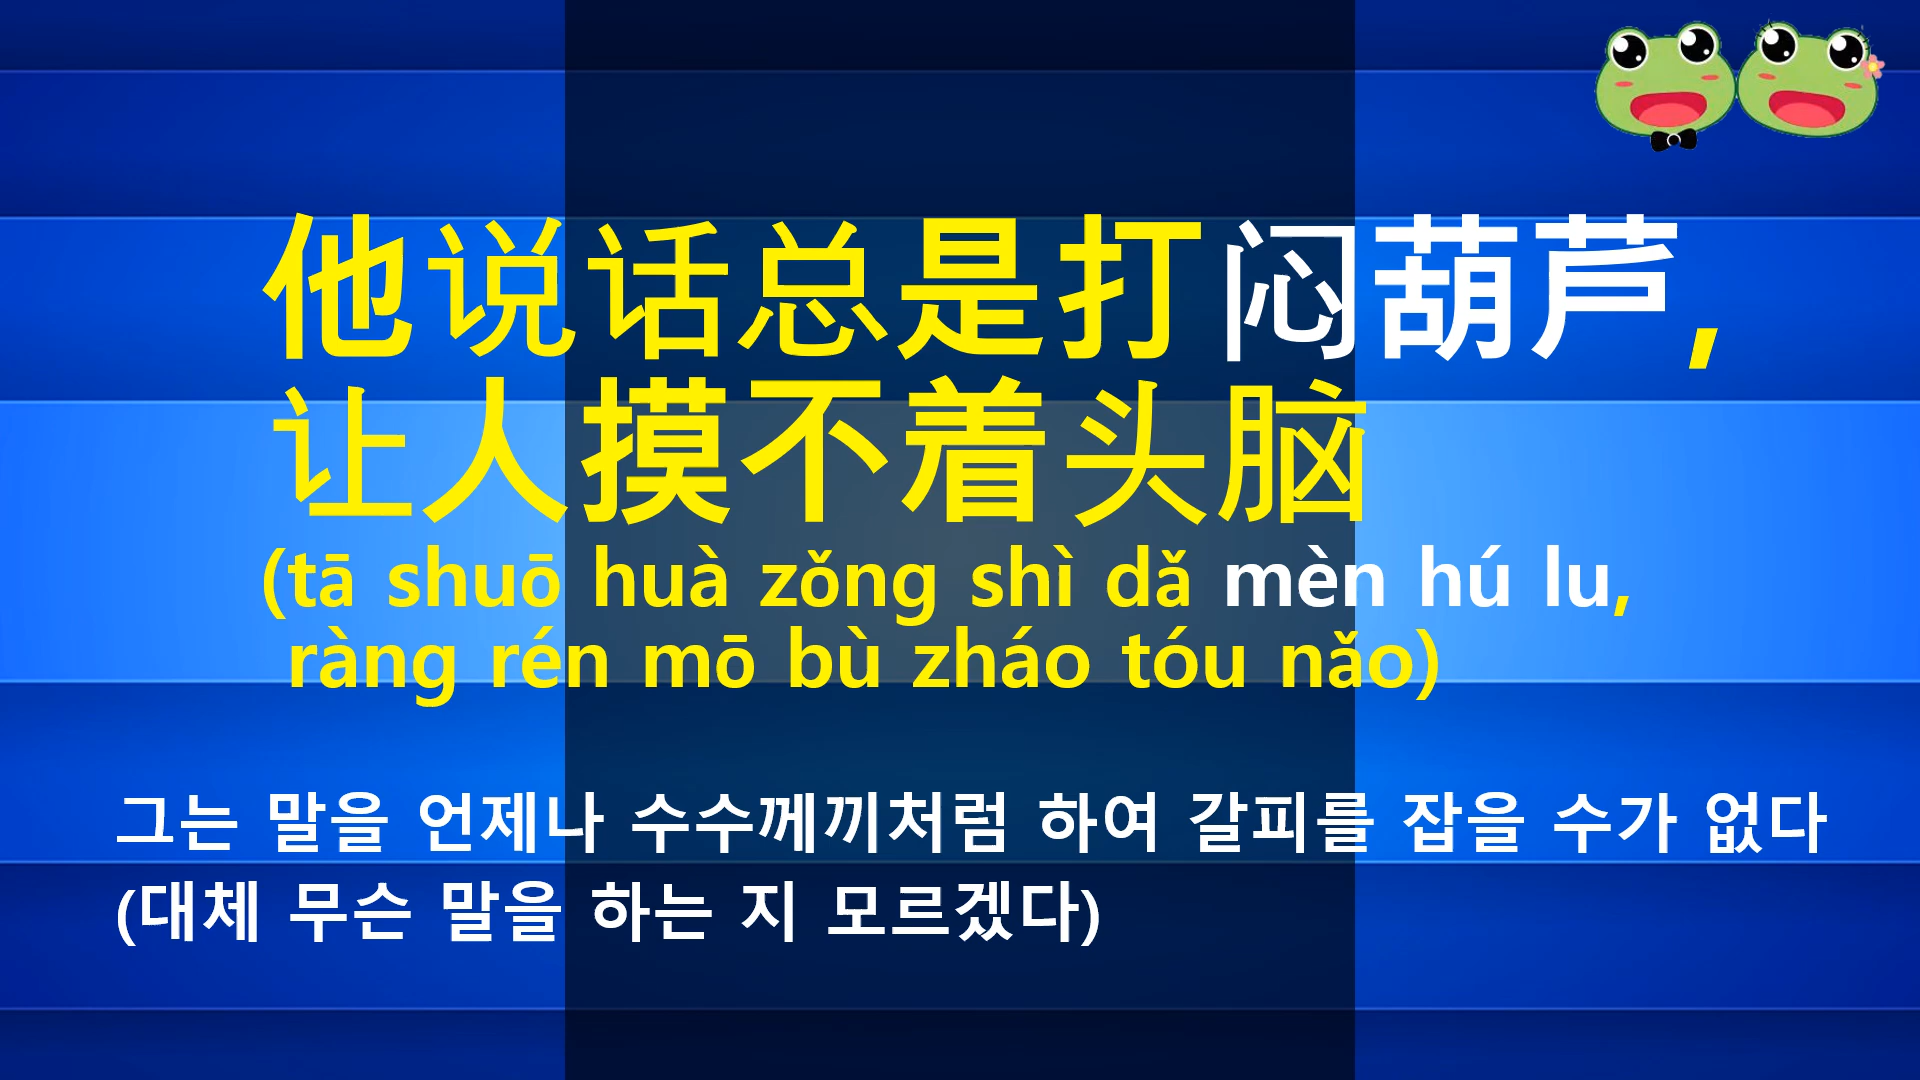 他说话总是打闷葫芦,
让人摸不着头脑
(tā shuō huà zǒng shì dǎ mèn hú lu,
ràng rén mō bù zháo tóu nǎo)
그는 말을 언제나 수수께끼처럼 하여 갈피를 잡을 수가 없다
(대체 무슨 말을 하는 지 모르겠다)